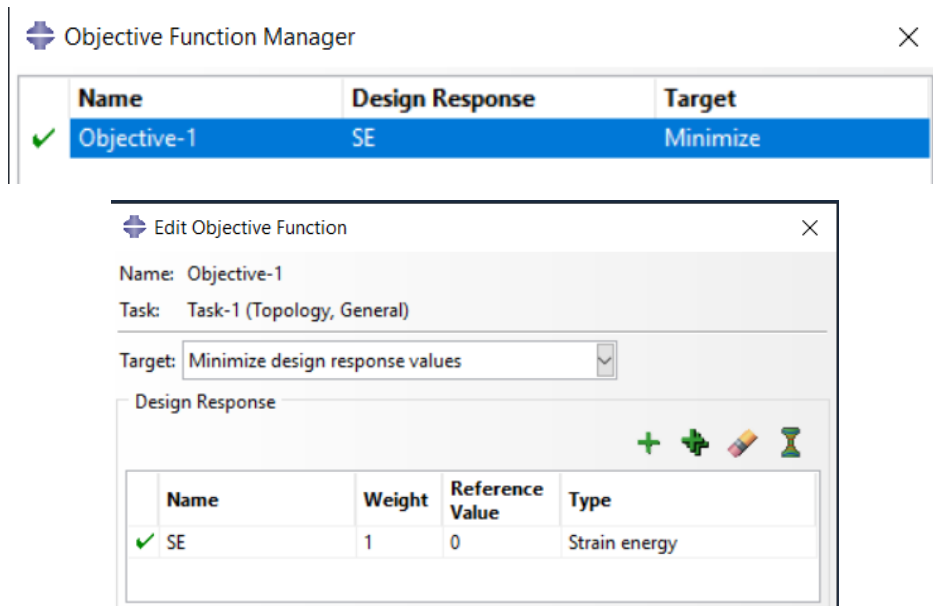 Objective Function Manager
Name Design Response Target
Objective-1 SE Minimize
Edit Objective Function
Name: Objective-1
Task: Task-1 (Topology, General)
Target: Minimize design response values
Design Response
Name Weight Reference Value Type
SE 1 0 Strain energy